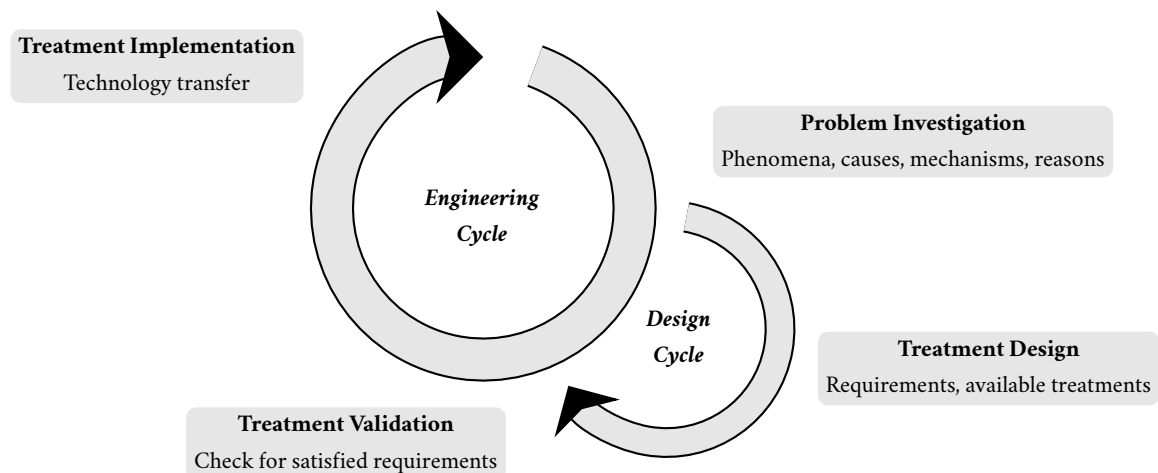 Treatment Implementation
Technology transfer
Problem Investigation
Phenomena, causes, mechanisms, reasons
Engineering
Cycle
Design
Cycle
Treatment Design
Requirements, available treatments
Treatment Validation
Check for satisfied requirements